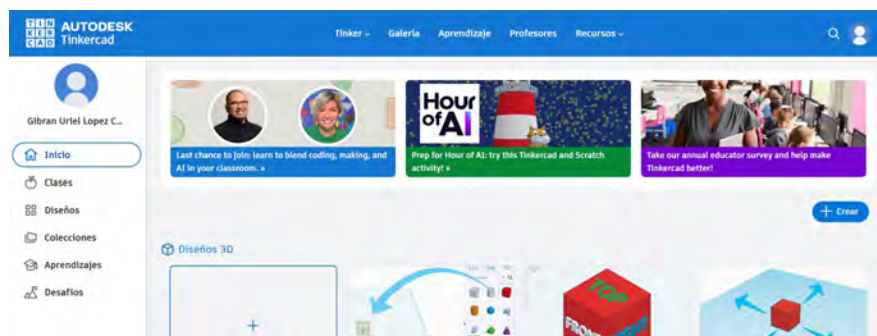 TIN
KER
CAD
AUTODESK
Tinkercad
Tinker
Galería
Aprendizaje
Profesores
Recursos
Gibran Uriel Lopez C...
Inicio
Clases
Diseños
Colecciones
Aprendizajes
Desafíos
Last chance to join: learn to blend coding, making, and
AI in your classroom. »
Hour
of AI
Prep for Hour of AI: try this Tinkercad and Scratch
activity! »
Take our annual educator survey and help make
Tinkercad better!
+ Crear
Diseños 3D
+
TOP
FRONT